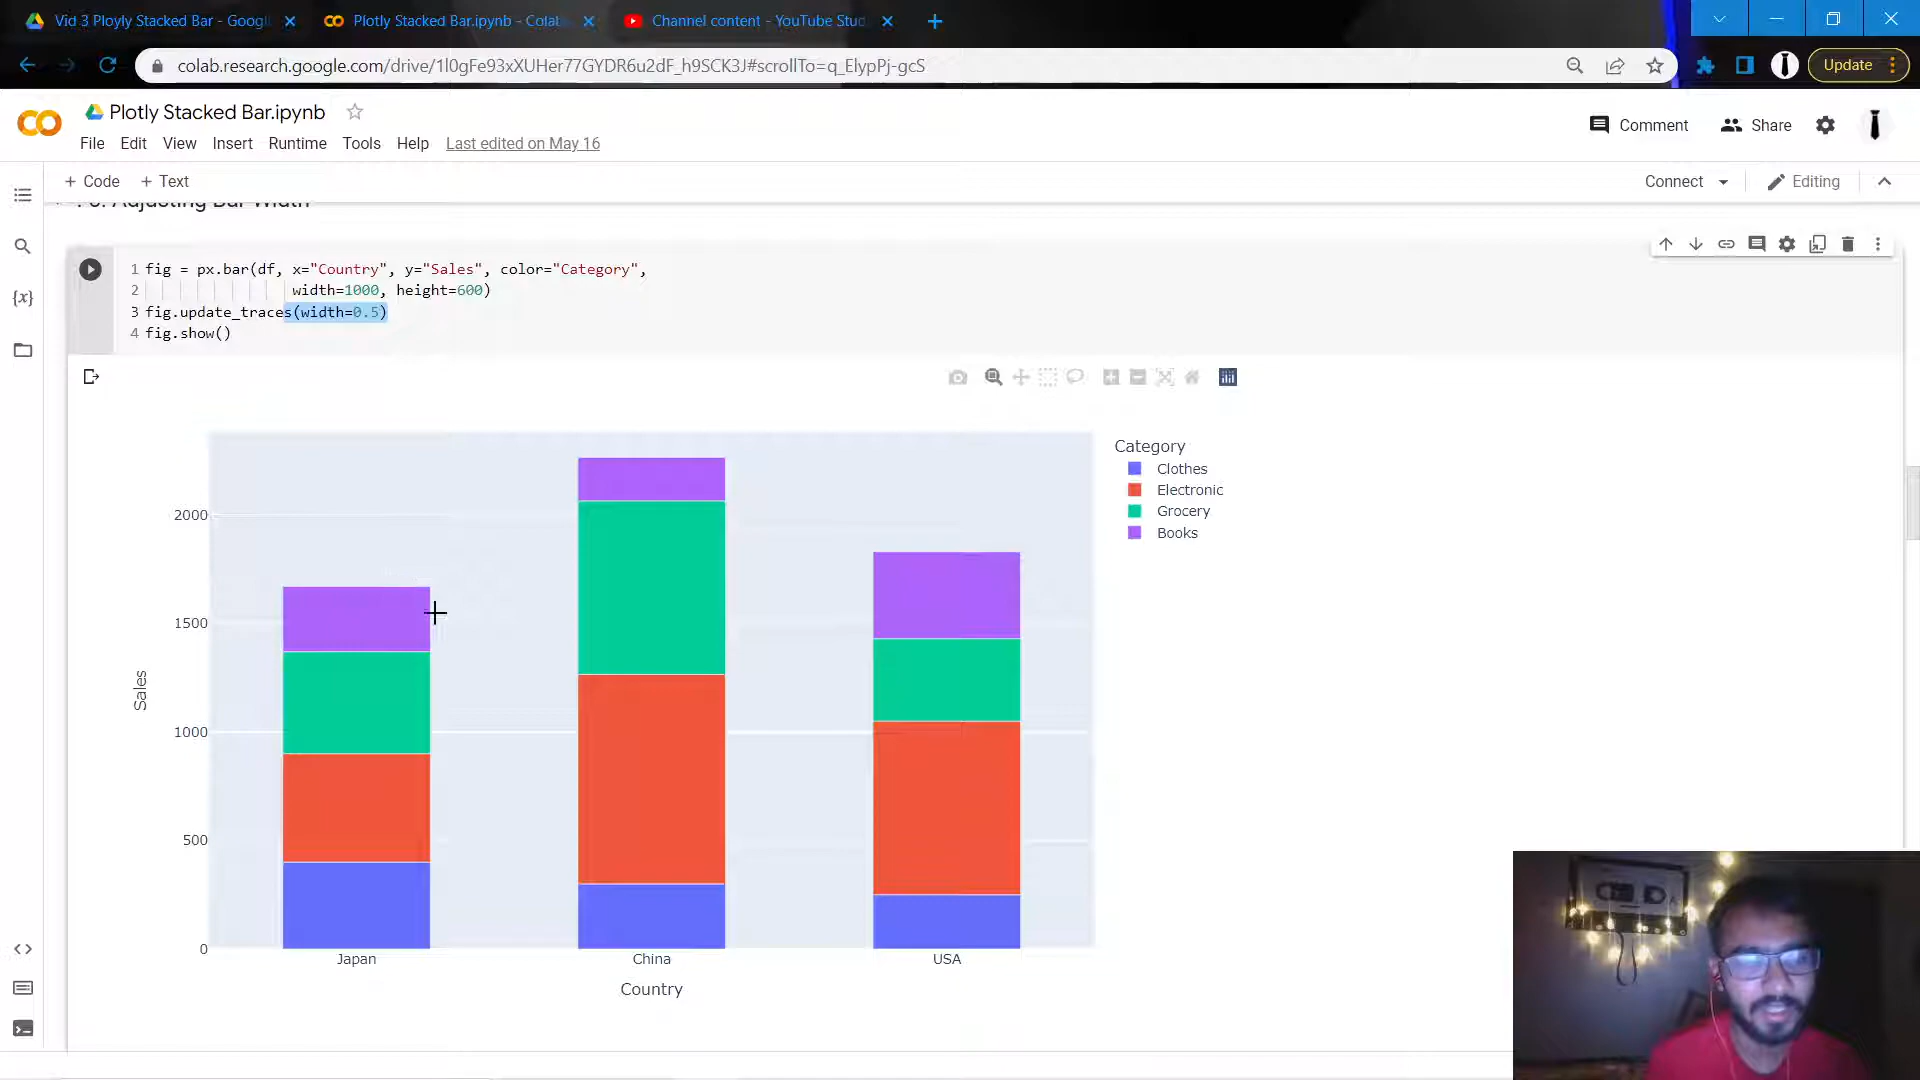 Vid 3 Ployly Stacked Bar - Googl
Plotly Stacked Bar.ipynb - Colab
Channel content - YouTube Stud
colab.research.google.com/drive/1l0gFe93xXUHer77GYDR6u2dF_h9SCK3J#scrollTo=q_ElypPj-gcS
Update
Plotly Stacked Bar.ipynb
File Edit View Insert Runtime Tools Help Last edited on May 16
Comment Share
+ Code + Text
Connect Editing
Adjusting Bar Width
1 fig = px.bar(df, x="Country", y="Sales", color="Category",
2 width=1000, height=600)
3 fig.update_traces(width=0.5)
4 fig.show()
Category
Clothes
Electronic
Grocery
Books
2000
1500
1000
500
0
Sales
Japan China USA
Country